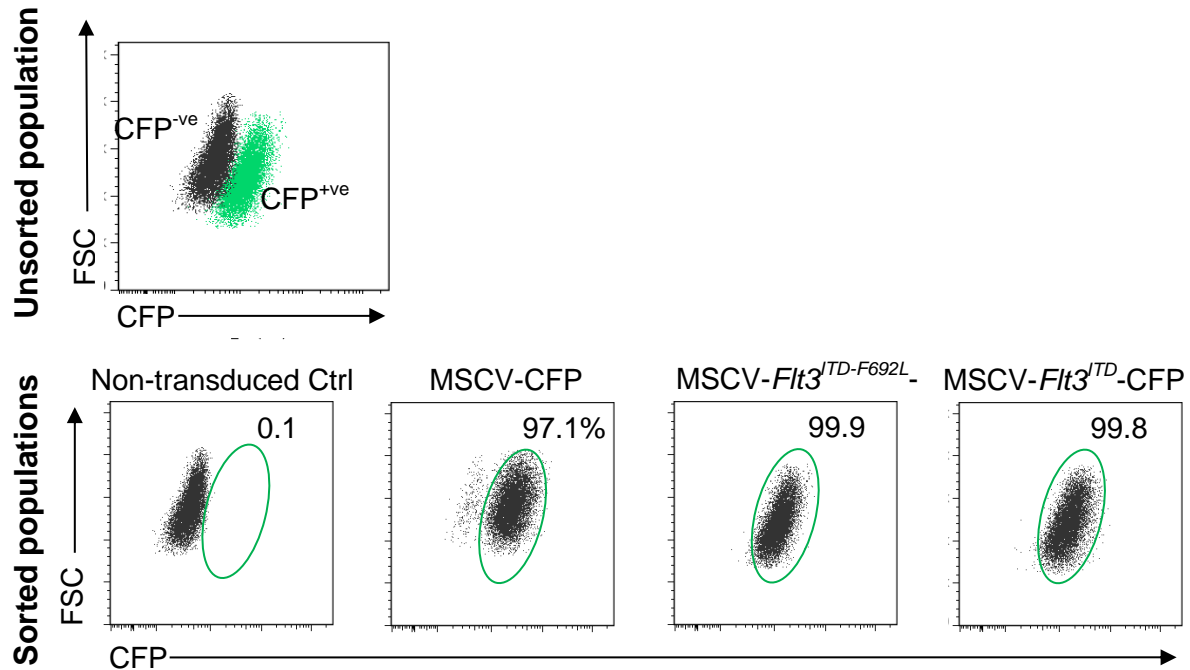 Unsorted population
FSC
CFP-ve
CFP+ve
CFP
Sorted populations
FSC
Non-transduced Ctrl
MSCV-CFP
MSCV-Flt3ITD-F692L-
MSCV-Flt3ITD-CFP
0.1
97.1%
99.9
99.8
CFP